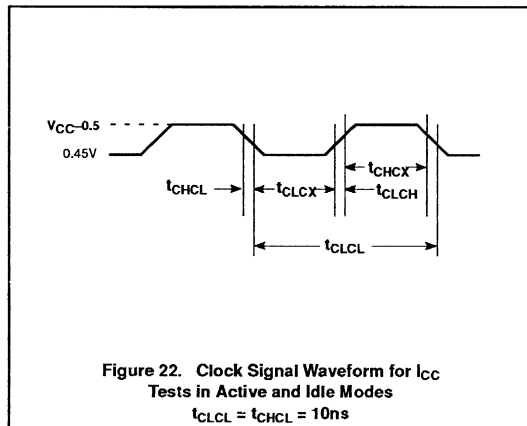 VCC–0.5
0.45V
tCHCX
tCHCL
tCLCX
tCLCH
tCLCL
Figure 22. Clock Signal Waveform for ICC
Tests in Active and Idle Modes
tCLCL = tCHCL = 10ns